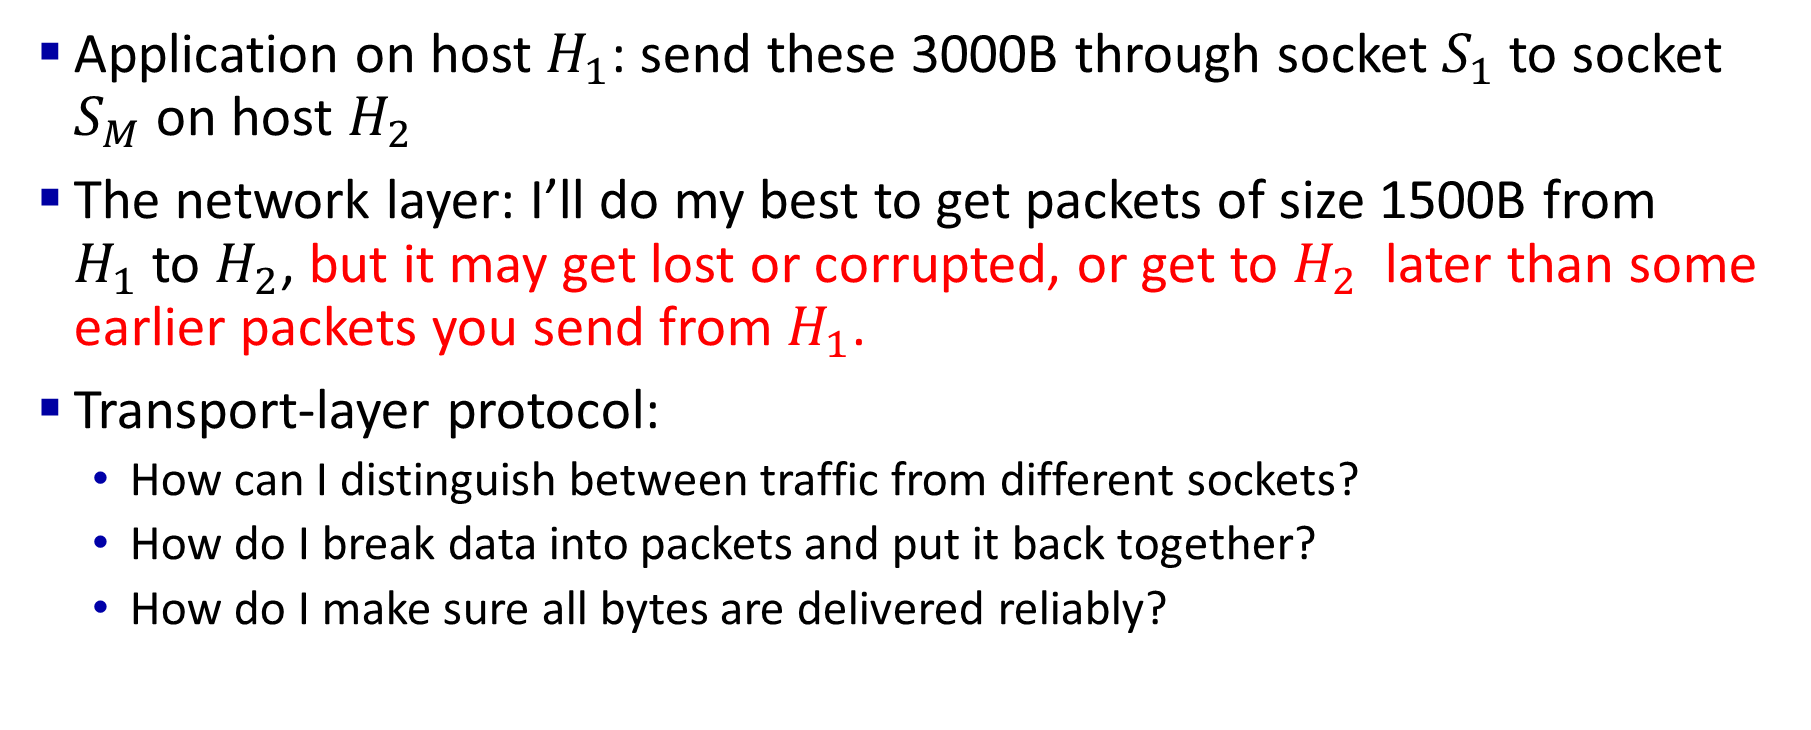 ▪ Application on host H₁: send these 3000B through socket S₁ to socket
S_M on host H₂
▪ The network layer: I’ll do my best to get packets of size 1500B from
H₁ to H₂, but it may get lost or corrupted, or get to H₂ later than some
earlier packets you send from H₁.
▪ Transport-layer protocol:
• How can I distinguish between traffic from different sockets?
• How do I break data into packets and put it back together?
• How do I make sure all bytes are delivered reliably?